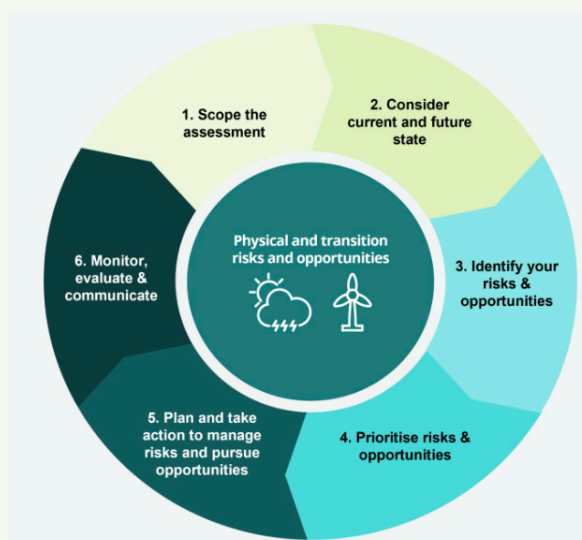 1. Scope the
assessment
2. Consider
current and future
state
3. Identify your
risks &
opportunities
4. Prioritise risks &
opportunities
5. Plan and take
action to manage
risks and pursue
opportunities
6. Monitor,
evaluate &
communicate
Physical and transition
risks and opportunities